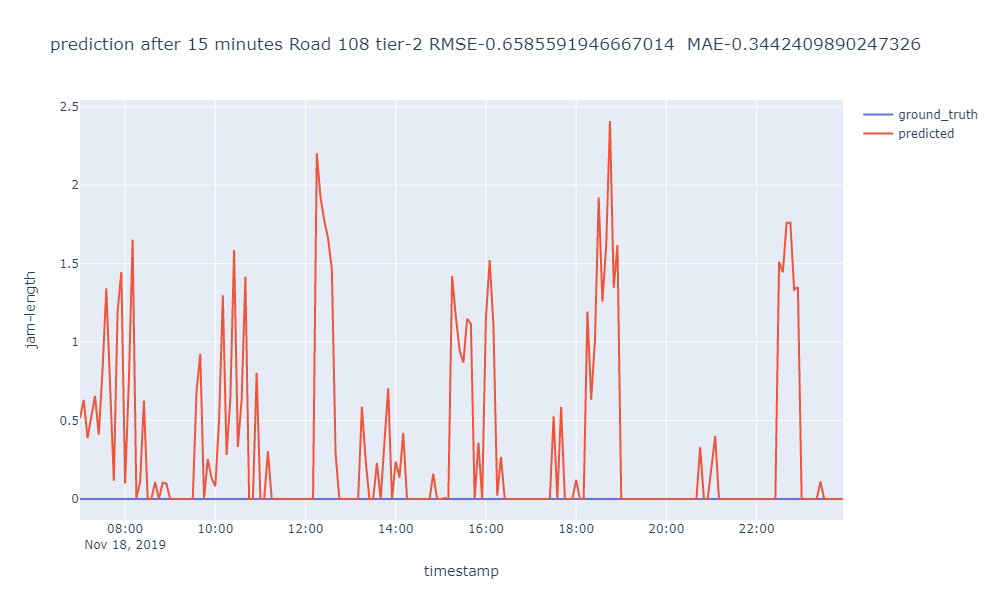 prediction after 15 minutes Road 108 tier-2 RMSE-0.6585591946667014  MAE-0.3442409890247326
ground_truth
predicted
2.5
2
1.5
1
0.5
0
jam-length
08:00 10:00 12:00 14:00 16:00 18:00 20:00 22:00
Nov 18, 2019
timestamp